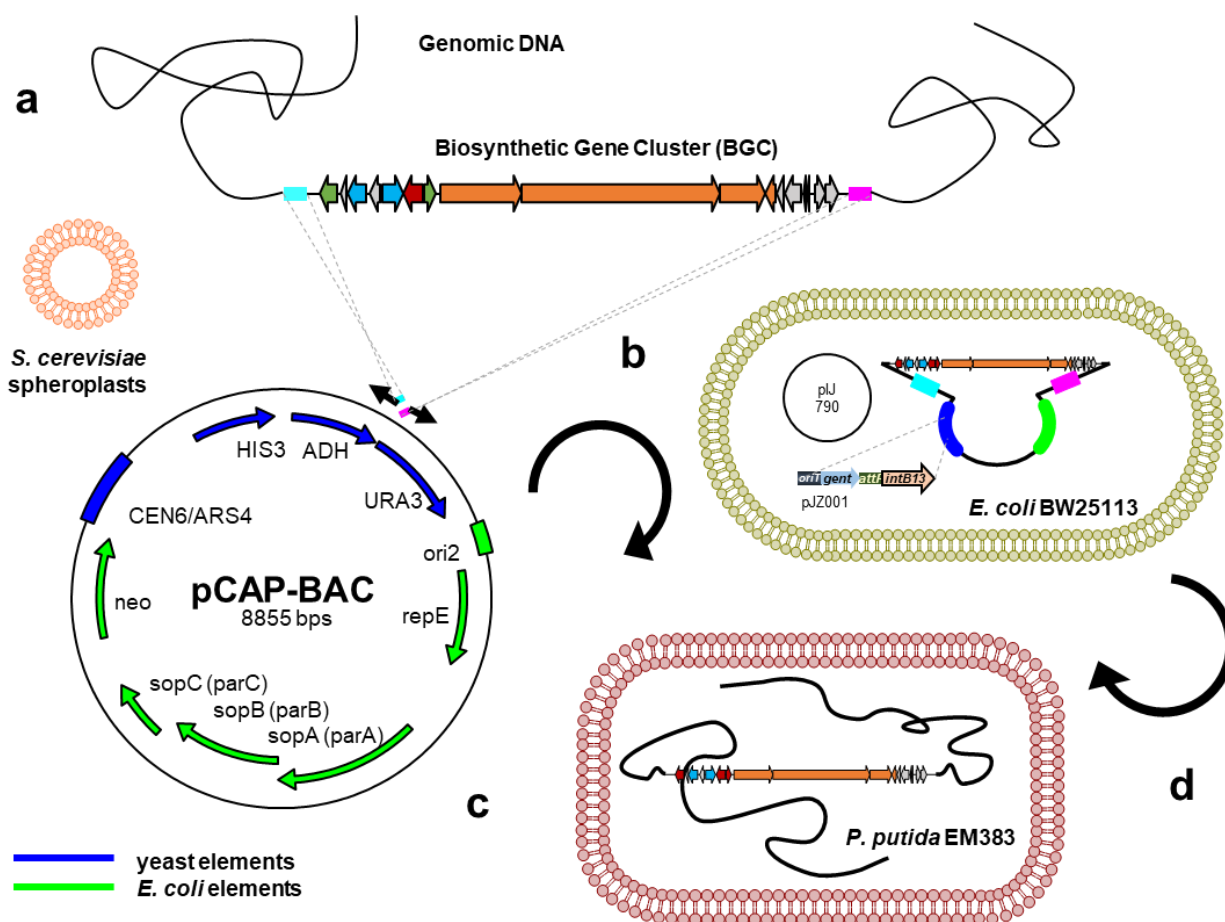 Genomic DNA
a
Biosynthetic Gene Cluster (BGC)
S. cerevisiae
spheroplasts
b
pIJ
790
oriT gent attP intB13
pJZ001
E. coli BW25113
HIS3 ADH
URA3
CEN6/ARS4
ori2
pCAP-BAC
8855 bps
neo
repE
sopC (parC)
sopB (parB)
sopA (parA)
c
d
P. putida EM383
yeast elements
E. coli elements